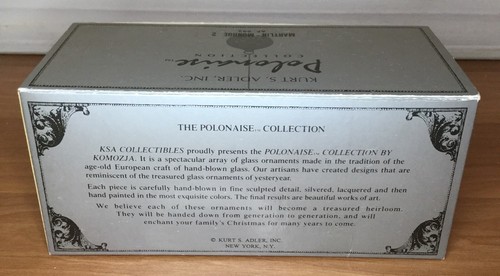 KURT S. ADLER, INC.
Polonaise™
COLLECTION
MARILYN MONROE 2
THE POLONAISE™ COLLECTION
KSA COLLECTIBLES proudly presents the POLONAISE™ COLLECTION BY
KOMOZJA. It is a spectacular array of glass ornaments made in the tradition of the
age-old European craft of hand-blown glass. Our artisans have created designs that are
reminiscent of the treasured glass ornaments of yesteryear.
Each piece is carefully hand-blown in fine sculpted detail, silvered, lacquered and then
hand painted in the most exquisite colors. The final results are beautiful works of art.
We believe each of these ornaments will become a treasured heirloom.
They will be handed down from generation to generation, and will
enchant your family's Christmas for many years to come.
© KURT S. ADLER, INC.
NEW YORK, N.Y.